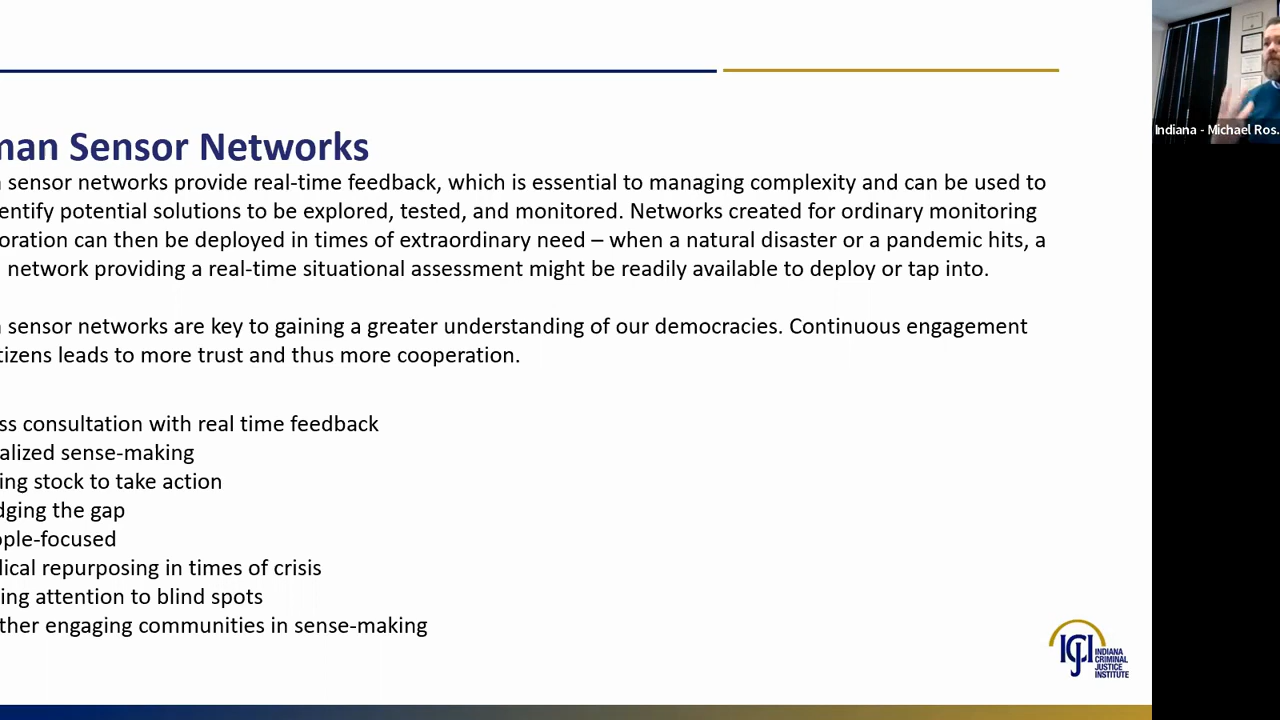 man Sensor Networks
sensor networks provide real-time feedback, which is essential to managing complexity and can be used to
entify potential solutions to be explored, tested, and monitored. Networks created for ordinary monitoring
oration can then be deployed in times of extraordinary need – when a natural disaster or a pandemic hits, a
network providing a real-time situational assessment might be readily available to deploy or tap into.
sensor networks are key to gaining a greater understanding of our democracies. Continuous engagement
tizens leads to more trust and thus more cooperation.
ss consultation with real time feedback
alized sense-making
ing stock to take action
dging the gap
ople-focused
dical repurposing in times of crisis
ing attention to blind spots
ther engaging communities in sense-making
Indiana - Michael Ros.
ICJI
INDIANA
CRIMINAL
JUSTICE
INSTITUTE